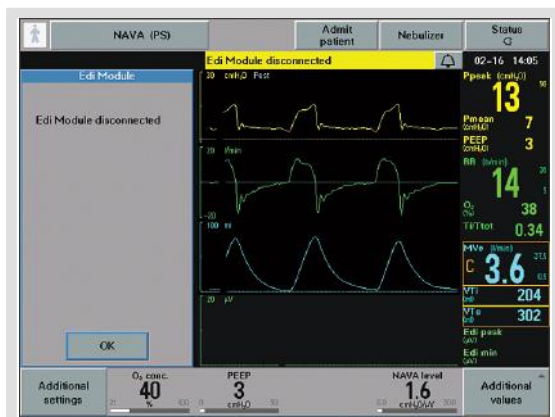 NAVA (PS)
Admit patient
Nebulizer
Status
Edi Module disconnected
02-16 14:05
Edi Module
Edi Module disconnected
OK
20 cmH₂O
20 l/min
-20
100 ml
20 µV
Ppeak (cmH₂O)
13
Pmean (cmH₂O)
7
PEEP (cmH₂O)
3
RR (b/min)
14
O₂ (%)
38
Ti/Ttot
0.34
MVe (l/min)
C 3.6
VTi
204
VTe
302
Edi peak (µV)
Edi min (µV)
Additional settings
O₂ conc.
40
%
PEEP
3
cmH₂O
NAVA level
1.6
cmH₂O/µV
Additional values